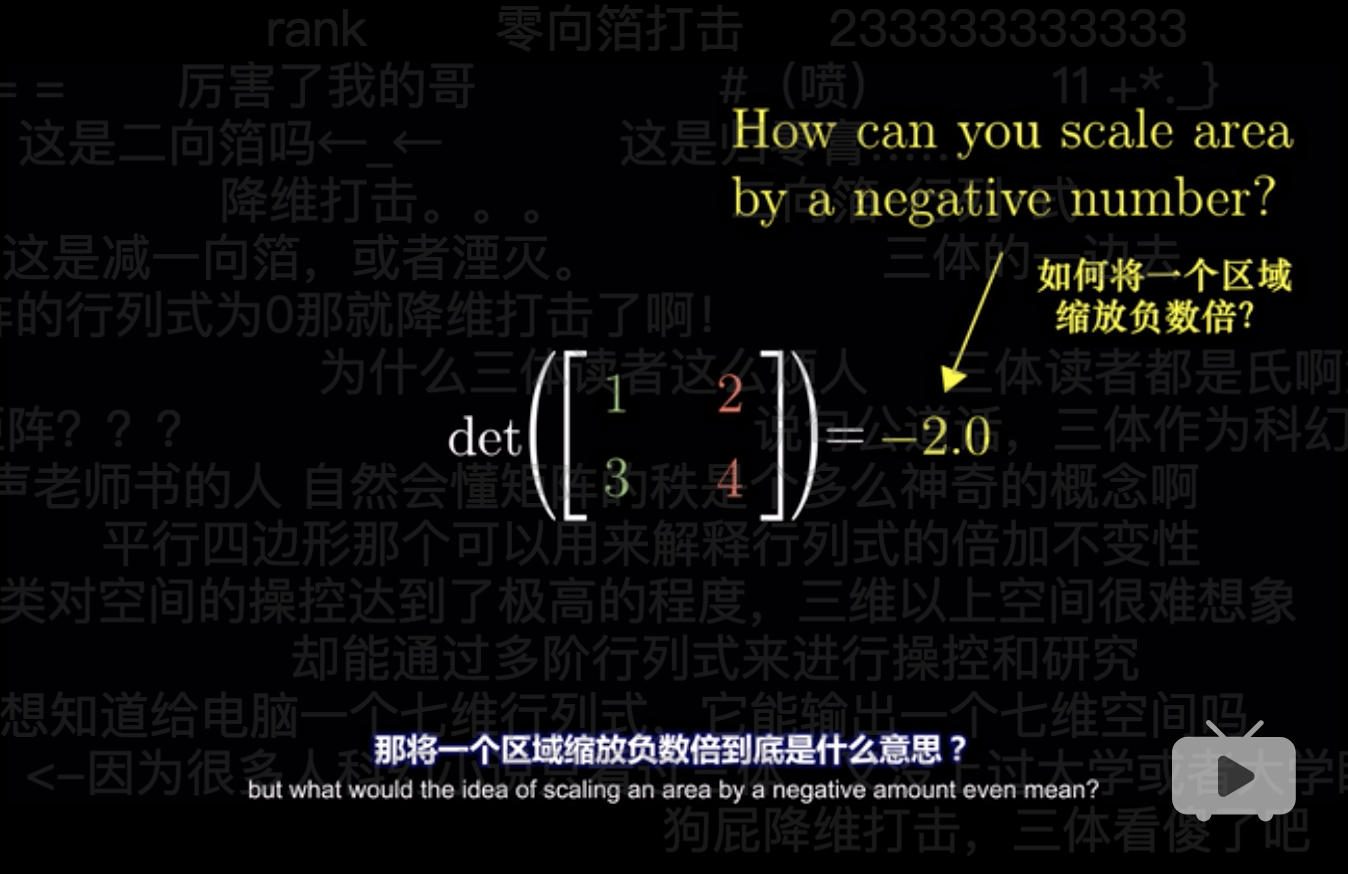 rank 零向箔打击 233333333333
= = 厉害了我的哥 #（喷） 11 +*._}
How can you scale area
这是二向箔吗←_← 这是归零膏……
by a negative number?
降维打击。。。
这是减一向箔，或者湮灭。 三体的 边去
如何将一个区域
缩放负数倍？
阵的行列式为0那就降维打击了啊！
为什么三体读者这么烦人 三体读者都是氏啊
det([1 2
3 4]) = -2.0
矩阵？？？ 说句公道话，三体作为科幻
声老师书的人 自然会懂矩阵的秩是个多么神奇的概念啊
平行四边形那个可以用来解释行列式的倍加不变性
类对空间的操控达到了极高的程度，三维以上空间很难想象
却能通过多阶行列式来进行操控和研究
想知道给电脑一个七维行列式，它能输出一个七维空间吗
那将一个区域缩放负数倍到底是什么意思？
<-因为很多人科 过大学或者大学
but what would the idea of scaling an area by a negative amount even mean?
狗屁降维打击，三体看傻了吧